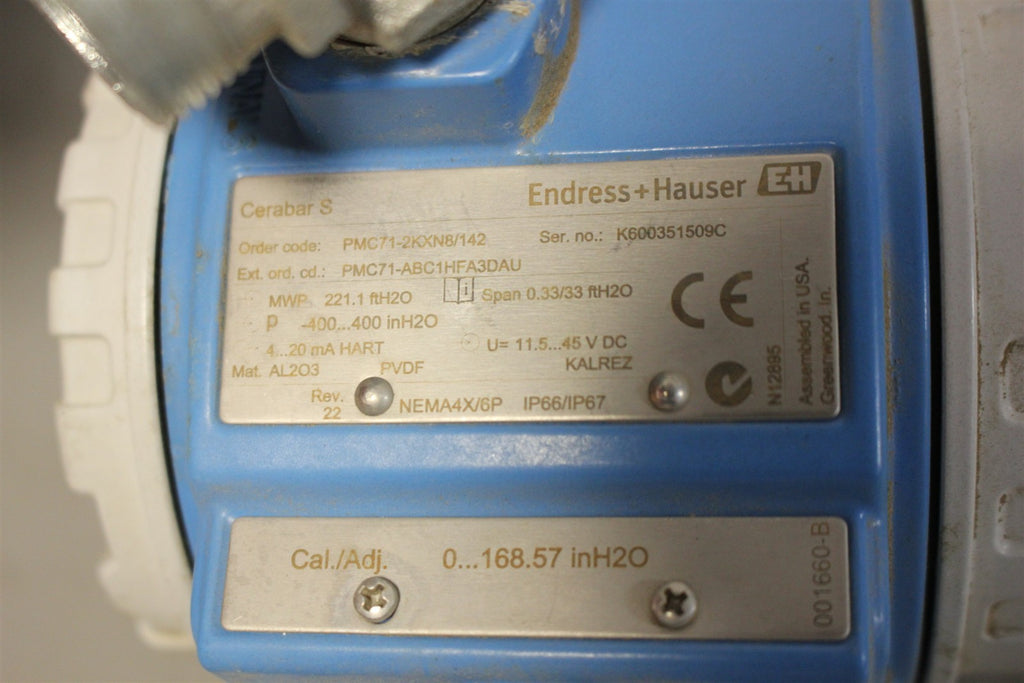 Cerabar S
Endress+Hauser EH
Order code: PMC71-2KXN8/142 Ser. no.: K600351509C
Ext. ord. cd.: PMC71-ABC1HFA3DAU
MWP 221.1 ftH2O i Span 0.33/33 ftH2O
P -400...400 inH2O
4...20 mA HART U= 11.5...45 V DC
Mat. AL2O3 PVDF KALREZ
Rev. 22 NEMA4X/6P IP66/IP67
CE
N12895
Assembled in USA.
Greenwood. In.
Cal./Adj. 0...168.57 inH2O
001660-B